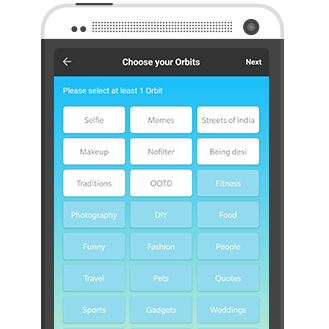 Choose your Orbits Next
Please select at least 1 Orbit
Selfie Memes Streets of india
Makeup Nofilter Being desi
Traditions OOTD Fitness
Photography DIY Food
Funny Fashion People
Travel Pets Quotes
Sports Gadgets Weddings